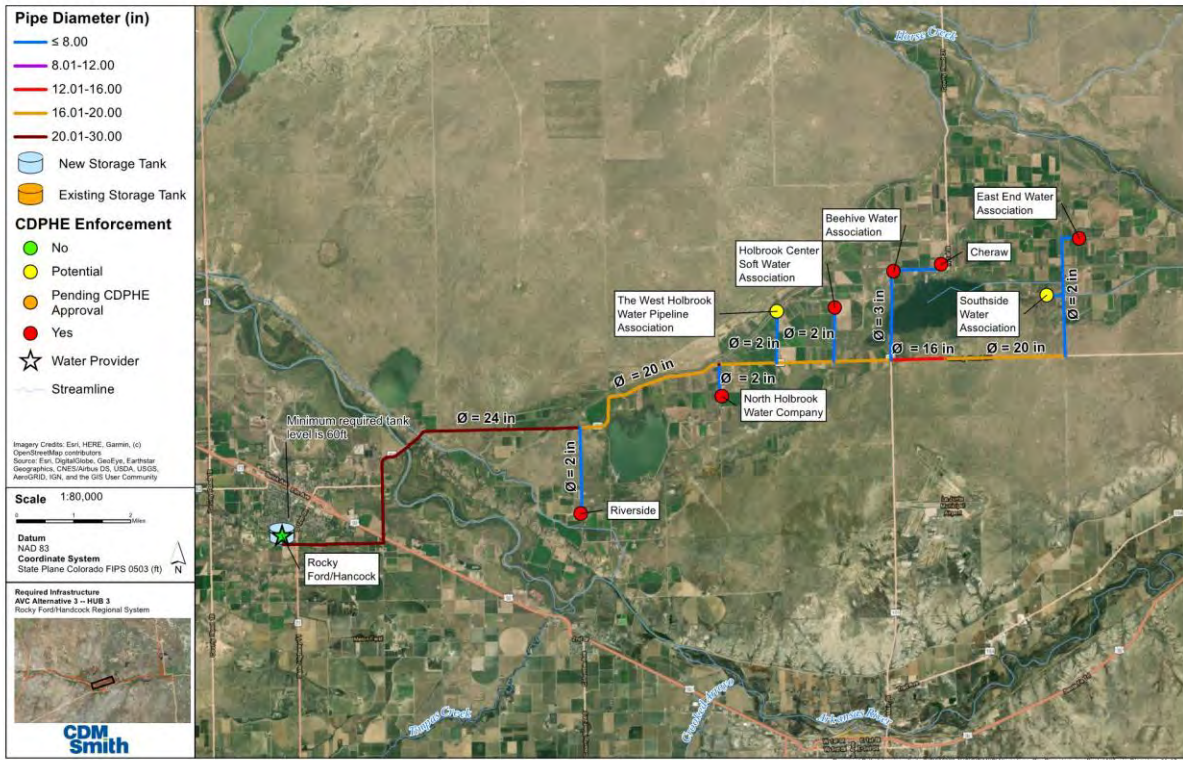 Pipe Diameter (in)
≤ 8.00
8.01-12.00
12.01-16.00
16.01-20.00
20.01-30.00
New Storage Tank
Existing Storage Tank
CDPHE Enforcement
No
Potential
Pending CDPHE
Approval
Yes
Water Provider
Streamline
Imagery Credits: Esri, HERE, Garmin, (c)
OpenStreetMap contributors
Source: Esri, DigitalGlobe, GeoEye, Earthstar
Geographics, CNES/Airbus DS, USDA, USGS,
AeroGRID, IGN, and the GIS User Community
Scale 1:80,000
0 1 2
Miles
Datum
NAD 83
Coordinate System
State Plane Colorado FIPS 0503 (ft)
N
Required Infrastructure
AVC Alternative 3 -- HUB 3
Rocky Ford/Handcock Regional System
CDM
Smith
Horse Creek
East End Water
Association
Beehive Water
Association
Cheraw
Holbrook Center
Soft Water
Association
The West Holbrook
Water Pipeline
Association
Southside
Water
Association
Ø = 2 in
Ø = 3 in
Ø = 2 in
Ø = 2 in
Ø = 16 in
Ø = 20 in
Ø = 20 in
Ø = 2 in
North Holbrook
Water Company
Ø = 24 in
Minimum required tank
level is 60ft
Ø = 2 in
Riverside
Rocky
Ford/Hancock
La Junta
Municipal
Airport
Timpas Creek
Crooked Arroyo
Arkansas River